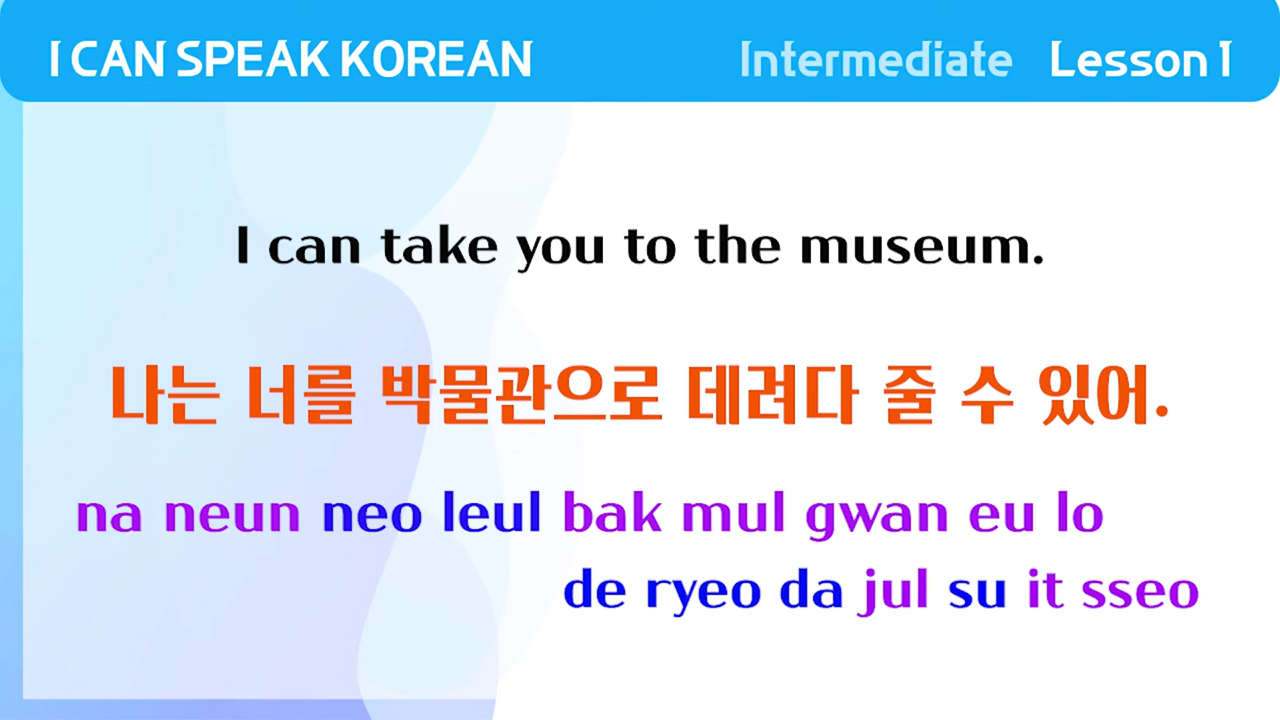 I CAN SPEAK KOREAN Intermediate Lesson 1
I can take you to the museum.
나는 너를 박물관으로 데려다 줄 수 있어.
na neun neo leul bak mul gwan eu lo
de ryeo da jul su it sseo